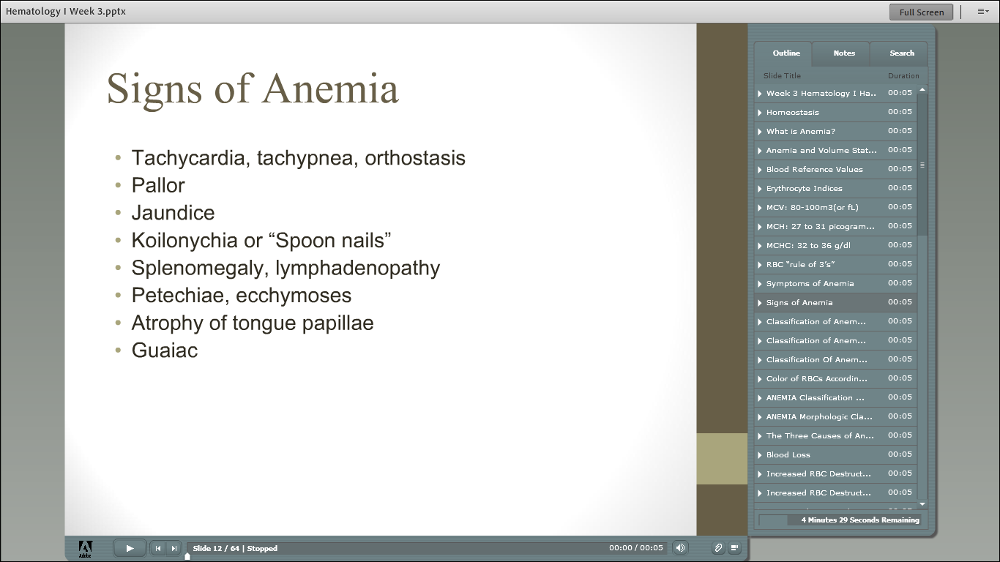 Hematology I Week 3.pptx
Full Screen
Signs of Anemia
• Tachycardia, tachypnea, orthostasis
• Pallor
• Jaundice
• Koilonychia or “Spoon nails”
• Splenomegaly, lymphadenopathy
• Petechiae, ecchymoses
• Atrophy of tongue papillae
• Guaiac
Outline Notes Search
Slide Title Duration
Week 3 Hematology I Ha.. 00:05
Homeostasis 00:05
What is Anemia? 00:05
Anemia and Volume Stat... 00:05
Blood Reference Values 00:05
Erythrocyte Indices 00:05
MCV: 80-100m3(or fL) 00:05
MCH: 27 to 31 picogram... 00:05
MCHC: 32 to 36 g/dl 00:05
RBC “rule of 3’s” 00:05
Symptoms of Anemia 00:05
Signs of Anemia 00:05
Classification of Anem... 00:05
Classification of Anem... 00:05
Classification Of Anem... 00:05
Color of RBCs Accordin... 00:05
ANEMIA Classification ... 00:05
ANEMIA Morphologic Cla... 00:05
The Three Causes of An... 00:05
Blood Loss 00:05
Increased RBC Destruct... 00:05
Increased RBC Destruct... 00:05
4 Minutes 29 Seconds Remaining
Adobe
Slide 12 / 64 | Stopped 00:00 / 00:05